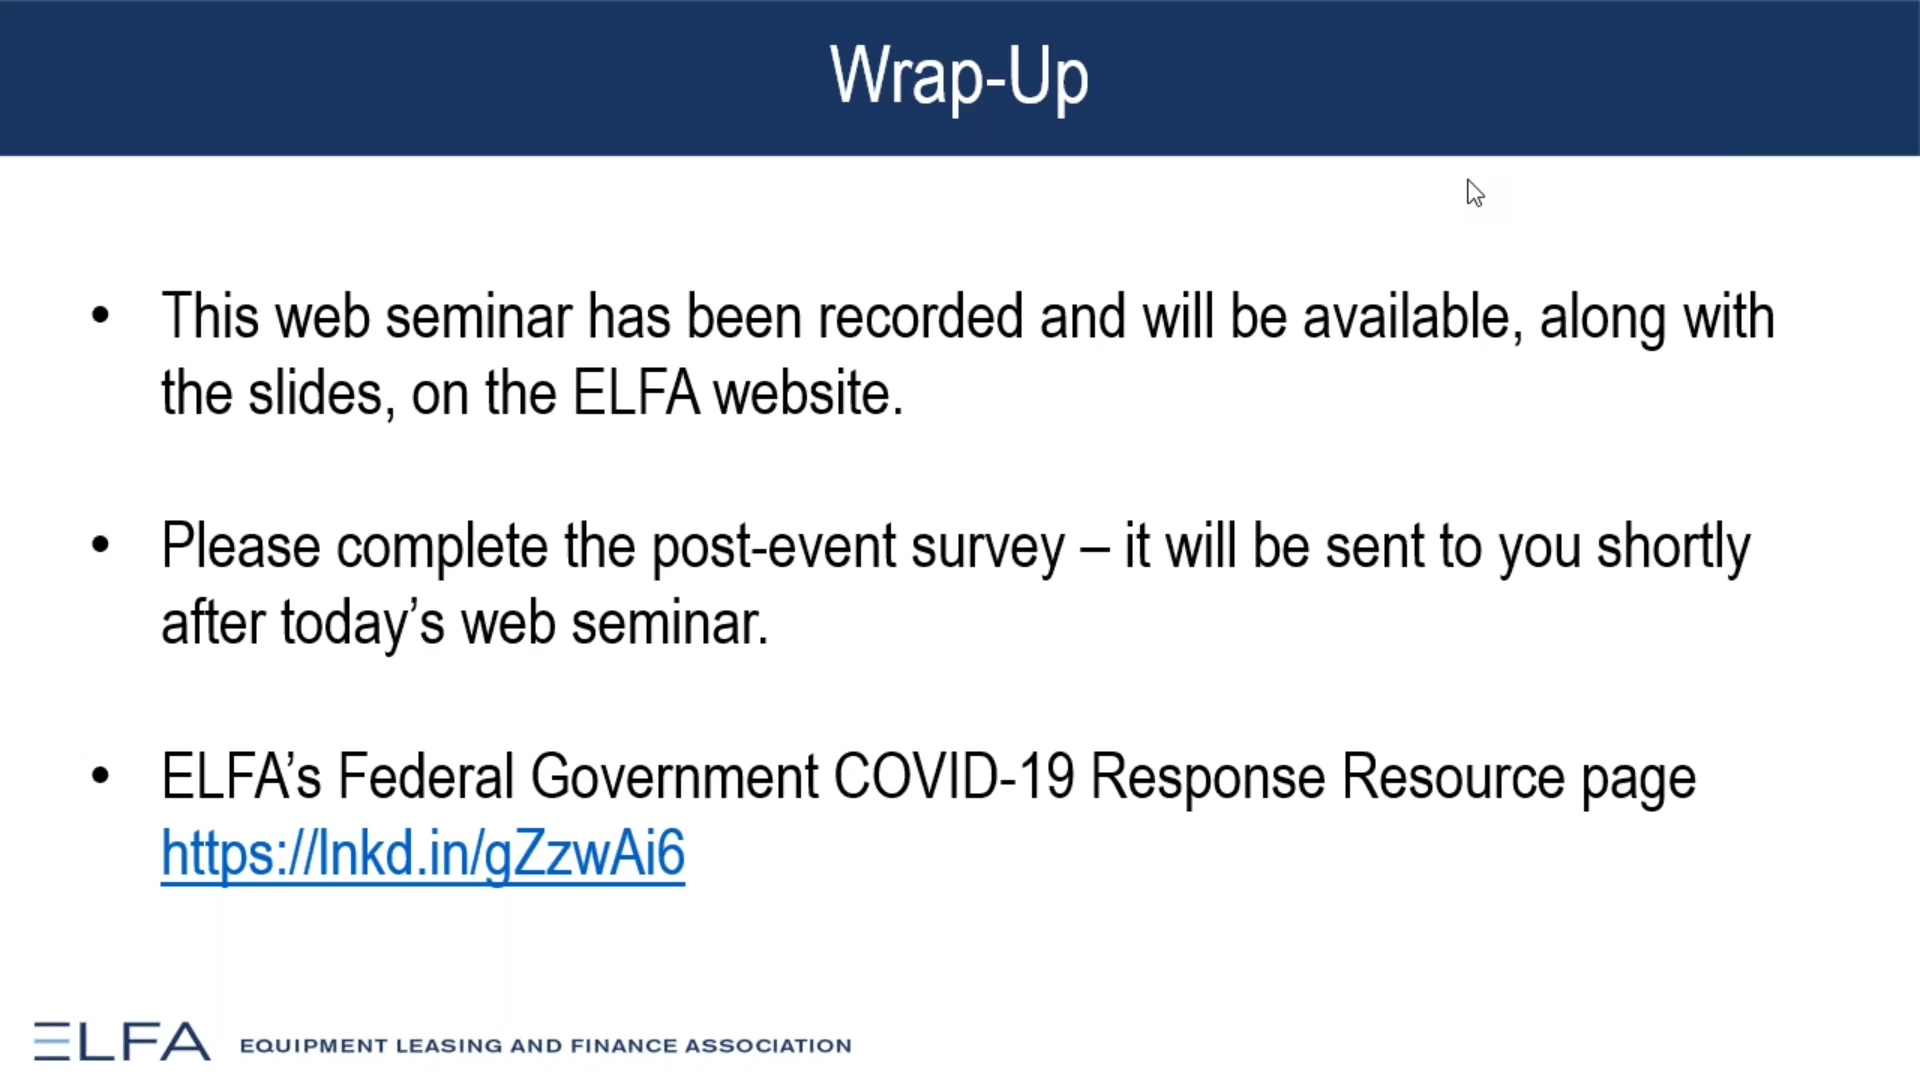 Wrap-Up
• This web seminar has been recorded and will be available, along with
the slides, on the ELFA website.
• Please complete the post-event survey – it will be sent to you shortly
after today’s web seminar.
• ELFA’s Federal Government COVID-19 Response Resource page
https://lnkd.in/gZzwAi6
ELFA EQUIPMENT LEASING AND FINANCE ASSOCIATION